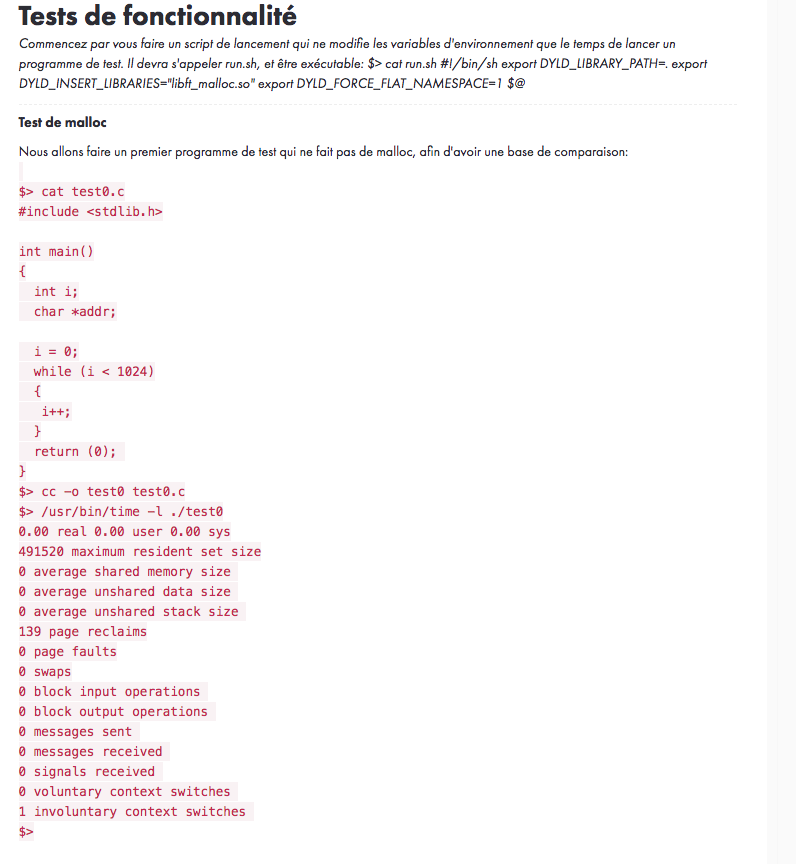 Tests de fonctionnalité
Commencez par vous faire un script de lancement qui ne modifie les variables d'environnement que le temps de lancer un
programme de test. Il devra s'appeler run.sh, et être exécutable: $> cat run.sh #!/bin/sh export DYLD_LIBRARY_PATH=. export
DYLD_INSERT_LIBRARIES="libft_malloc.so" export DYLD_FORCE_FLAT_NAMESPACE=1 $@
Test de malloc
Nous allons faire un premier programme de test qui ne fait pas de malloc, afin d'avoir une base de comparaison:
$> cat test0.c
#include <stdlib.h>
int main()
{
int i;
char *addr;
i = 0;
while (i < 1024)
{
i++;
}
return (0);
}
$> cc -o test0 test0.c
$> /usr/bin/time -l ./test0
0.00 real 0.00 user 0.00 sys
491520 maximum resident set size
0 average shared memory size
0 average unshared data size
0 average unshared stack size
139 page reclaims
0 page faults
0 swaps
0 block input operations
0 block output operations
0 messages sent
0 messages received
0 signals received
0 voluntary context switches
1 involuntary context switches
$>